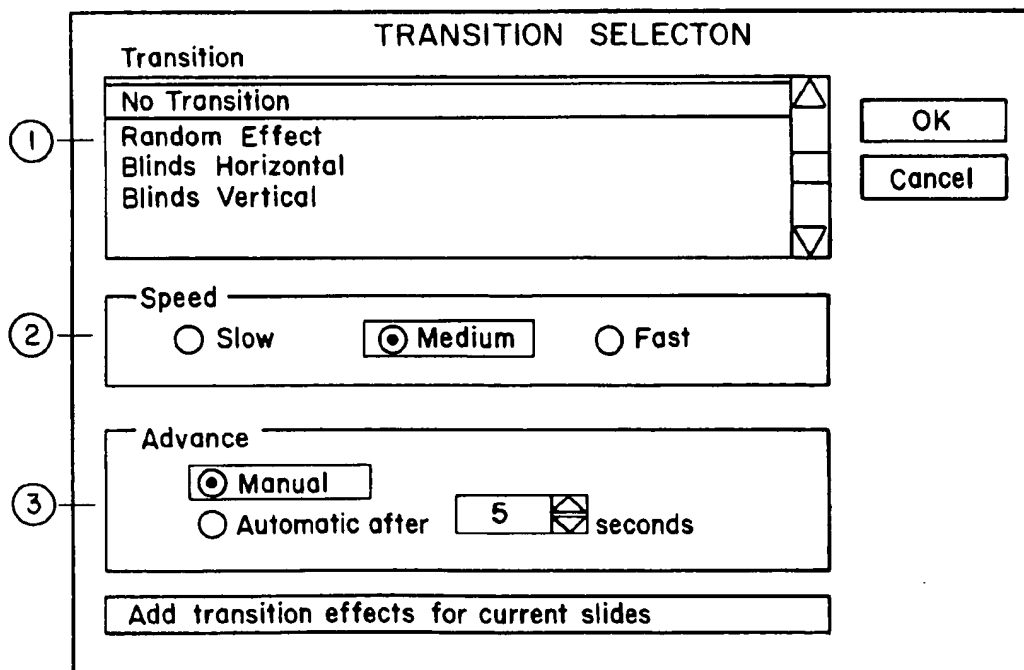 TRANSITION SELECTON
Transition
No Transition
Random Effect
Blinds Horizontal
Blinds Vertical
OK
Cancel
1
Speed
Slow Medium Fast
2
Advance
Manual
Automatic after 5 seconds
3
Add transition effects for current slides